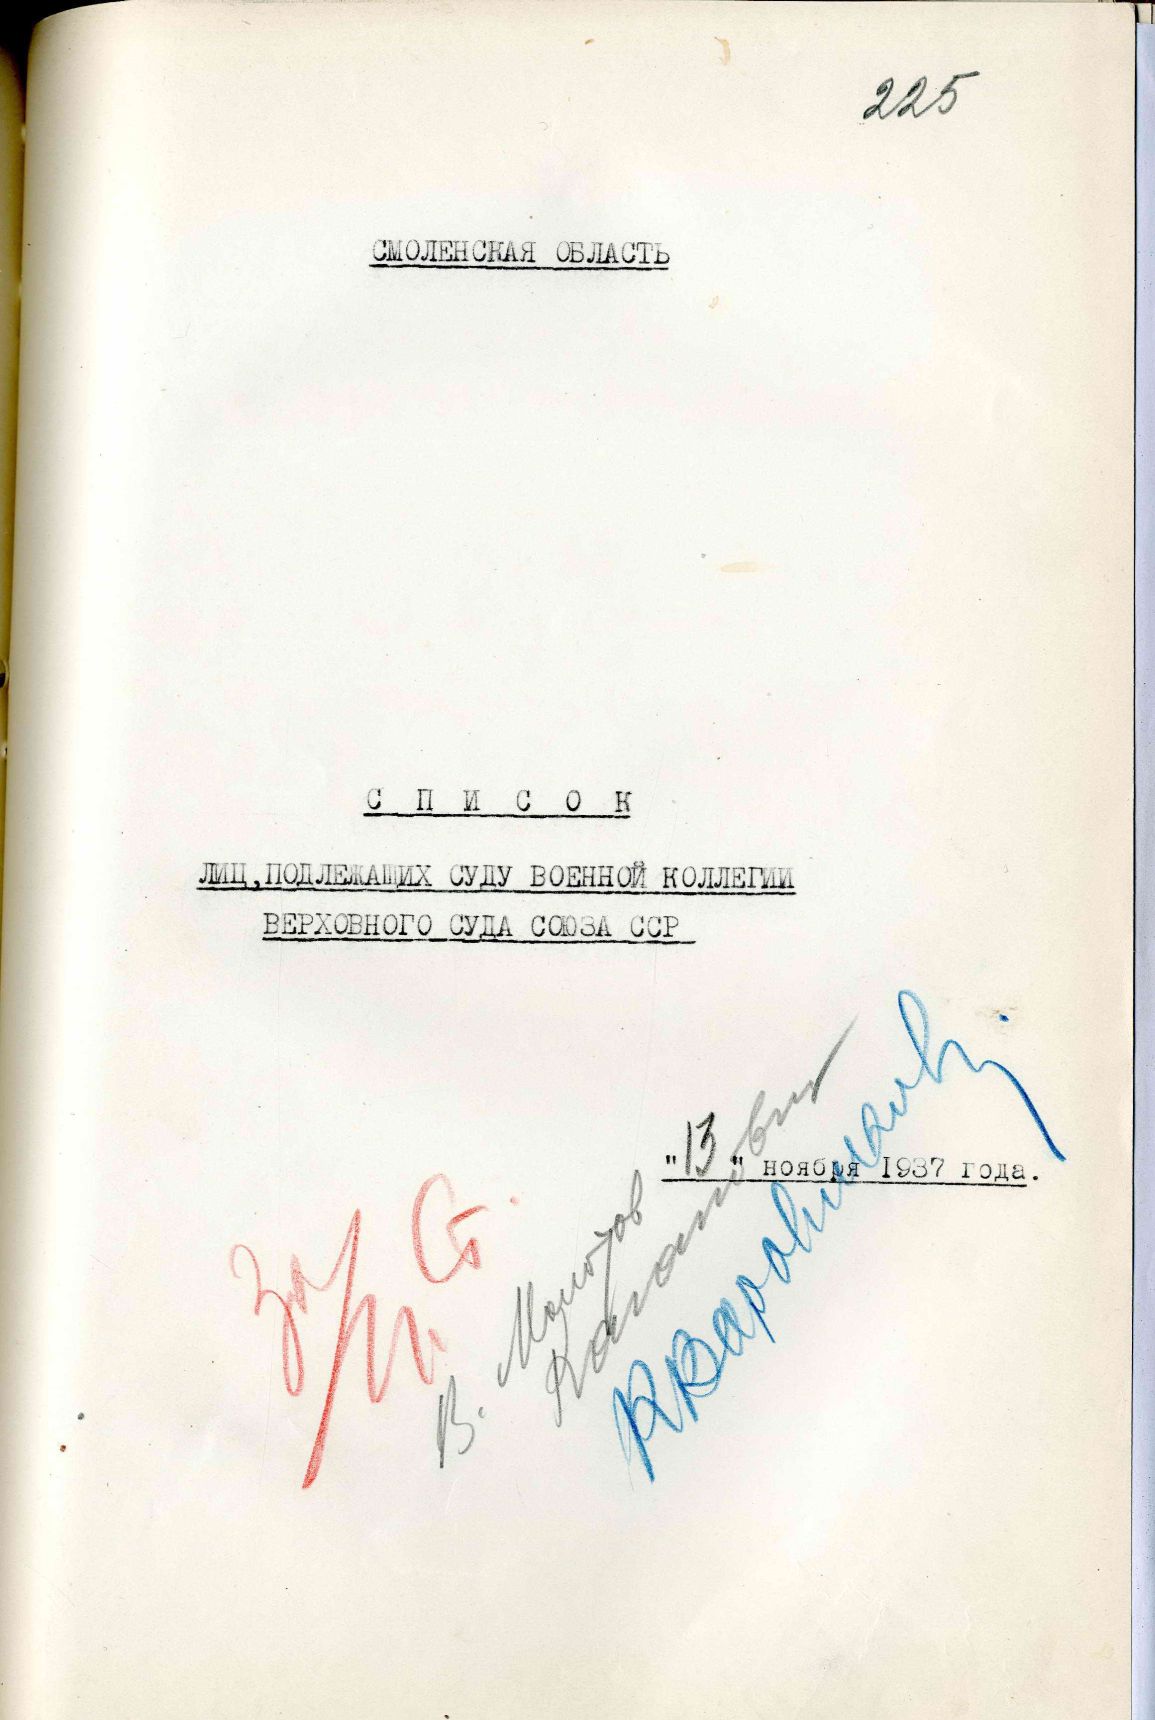 225
СМОЛЕНСКАЯ ОБЛАСТЬ
С П И С О К
ЛИЦ,ПОДЛЕЖАЩИХ СУДУ ВОЕННОЙ КОЛЛЕГИИ
ВЕРХОВНОГО СУДА СОЮЗА ССР
"13" ноября 1937 года.
за
И. Ст.
В. Молотов
Каганович
К Ворошилов